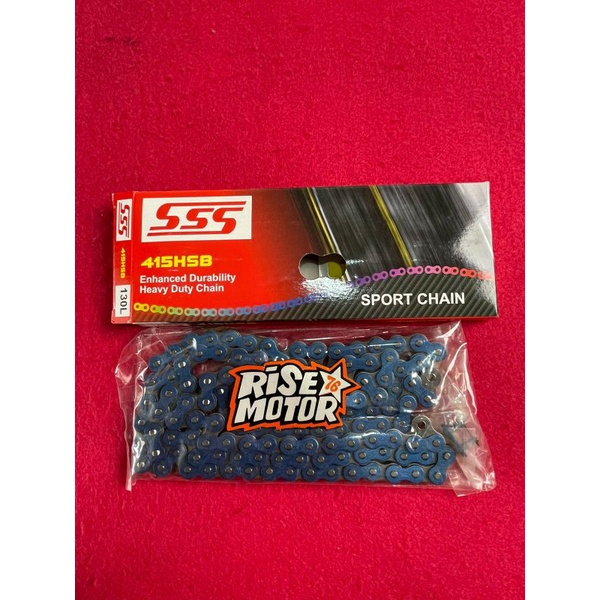 SSS
415HSB
Enhanced Durability
Heavy Duty Chain
SPORT CHAIN
SSS
415HSB
130L
RiSE
76
MOTOR